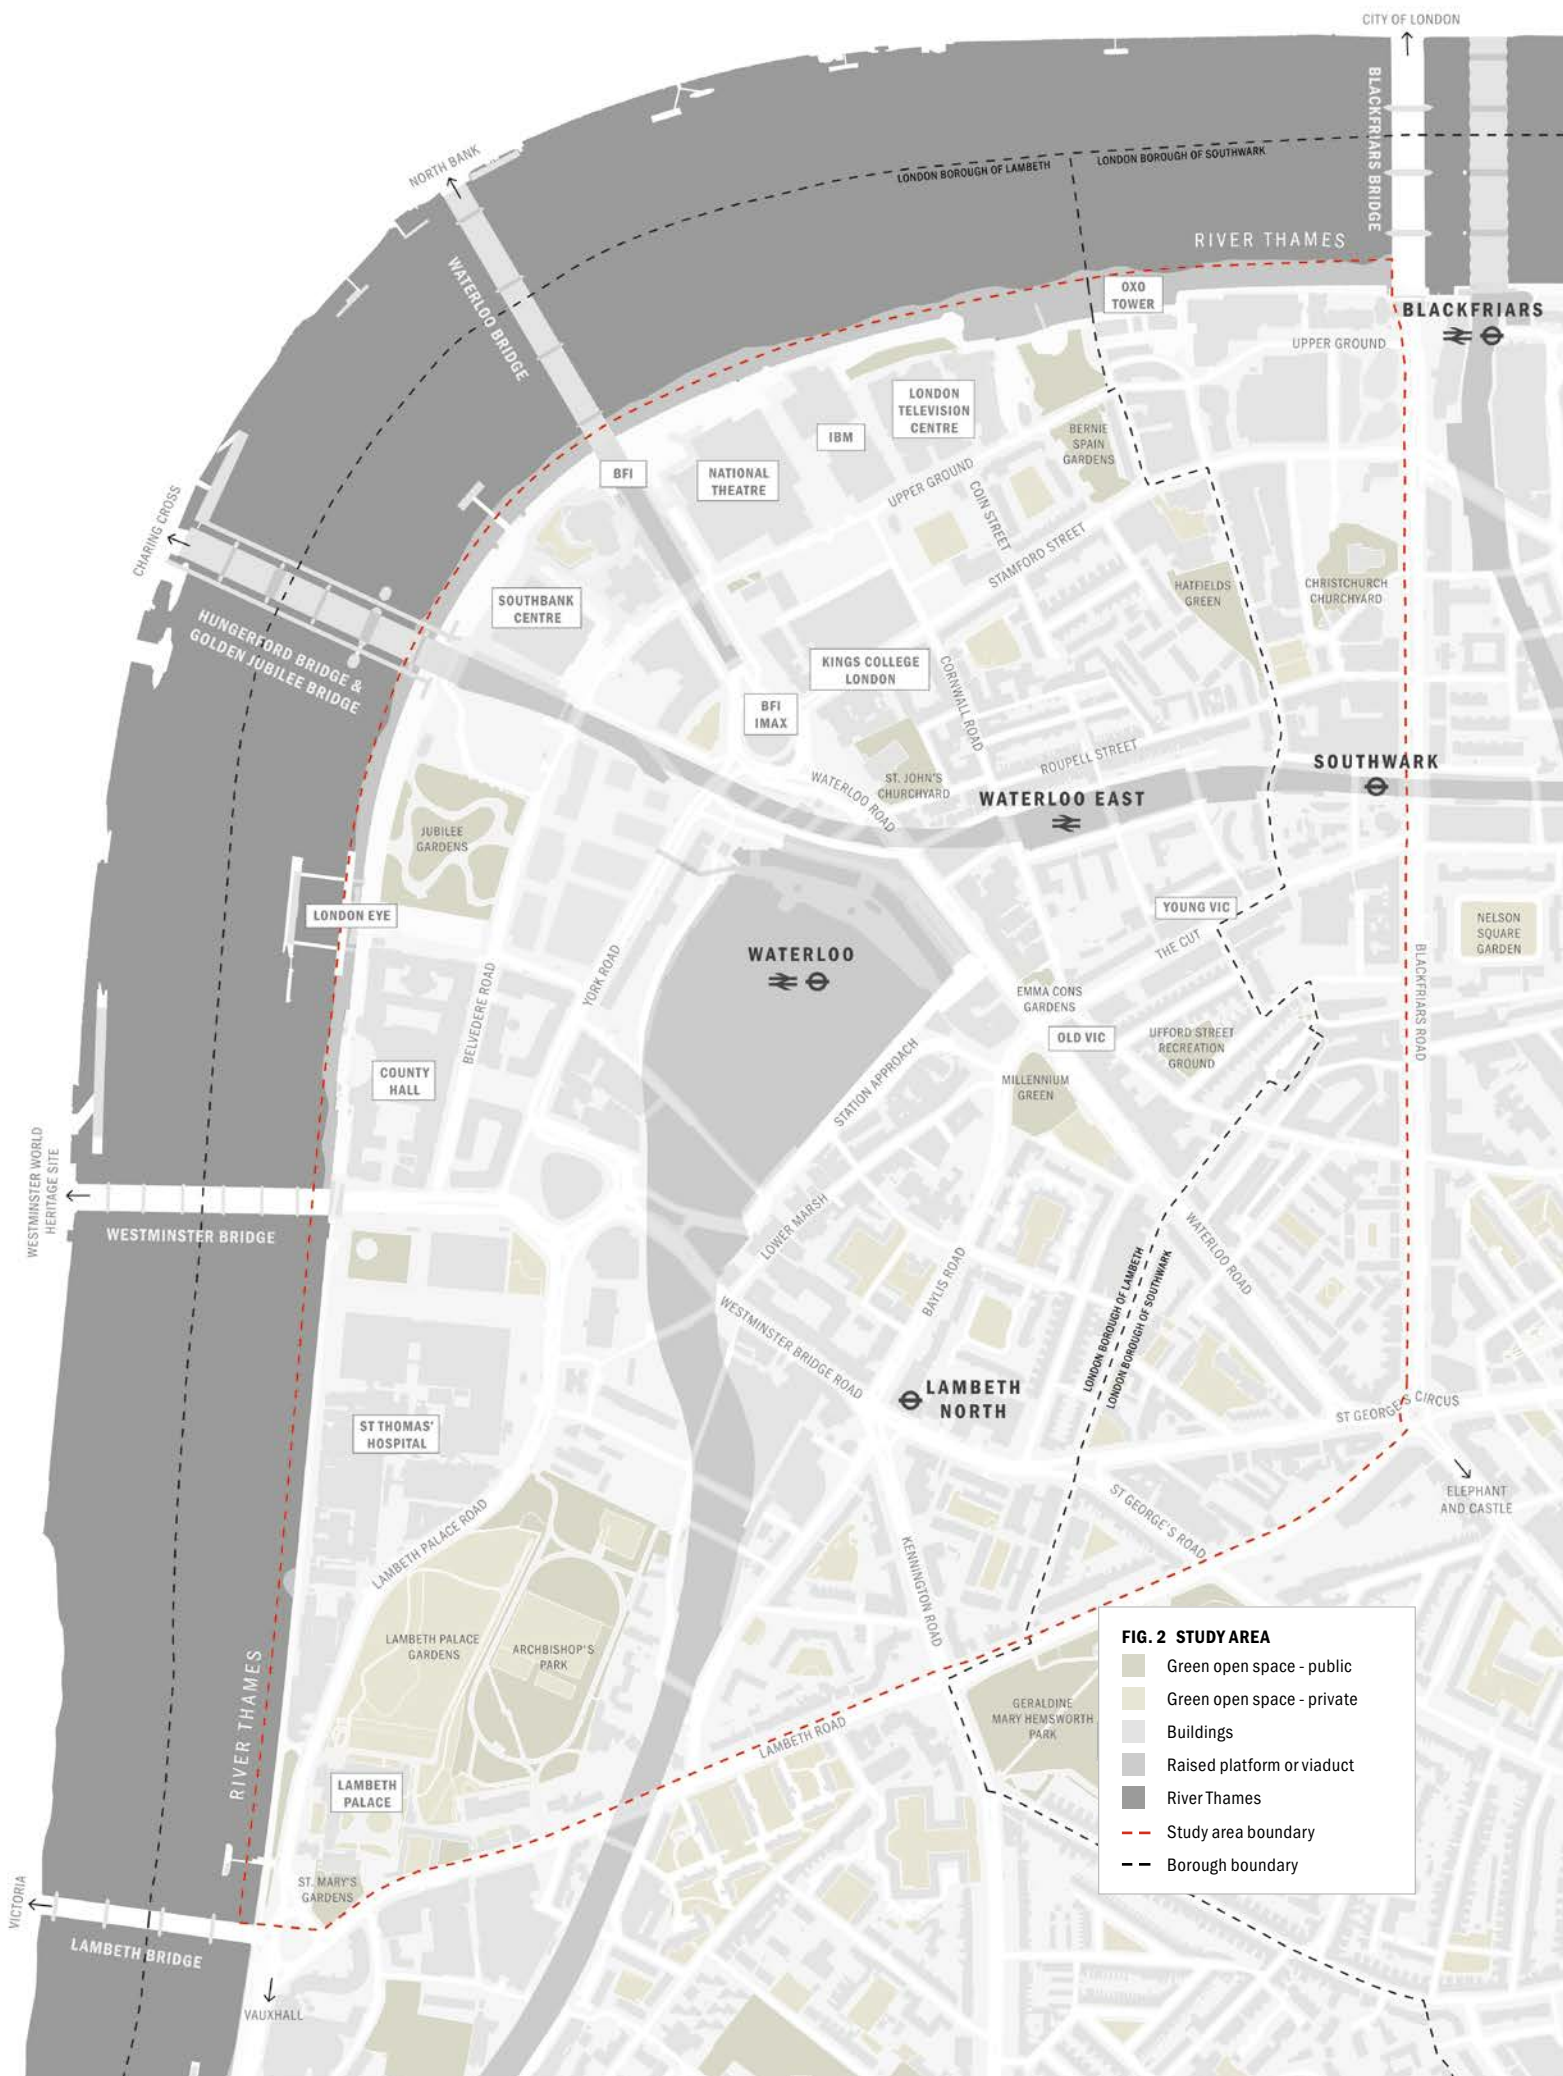 CITY OF LONDON
BLACKFRIARS BRIDGE
NORTH BANK
LONDON BOROUGH OF LAMBETH
LONDON BOROUGH OF SOUTHWARK
RIVER THAMES
WATERLOO BRIDGE
OXO
TOWER
BLACKFRIARS
UPPER GROUND
LONDON
TELEVISION
CENTRE
IBM
BERNIE
SPAIN
GARDENS
BFI
NATIONAL
THEATRE
UPPER GROUND
COIN STREET
STAMFORD STREET
CHARING CROSS
HUNGERFORD BRIDGE &
GOLDEN JUBILEE BRIDGE
SOUTHBANK
CENTRE
HATFIELDS
GREEN
CHRISTCHURCH
CHURCHYARD
KINGS COLLEGE
LONDON
CORNWALL ROAD
BFI
IMAX
ROUPELL STREET
WATERLOO ROAD
ST. JOHN'S
CHURCHYARD
WATERLOO EAST
SOUTHWARK
JUBILEE
GARDENS
LONDON EYE
YOUNG VIC
THE CUT
NELSON
SQUARE
GARDEN
BLACKFRIARS ROAD
WATERLOO
YORK ROAD
BELVEDERE ROAD
EMMA CONS
GARDENS
OLD VIC
UFFORD STREET
RECREATION
GROUND
COUNTY
HALL
STATION APPROACH
MILLENNIUM
GREEN
WESTMINSTER WORLD
HERITAGE SITE
WESTMINSTER BRIDGE
LOWER MARSH
BAYLIS ROAD
WATERLOO ROAD
LONDON BOROUGH OF LAMBETH
LONDON BOROUGH OF SOUTHWARK
WESTMINSTER BRIDGE ROAD
LAMBETH
NORTH
ST THOMAS'
HOSPITAL
ST GEORGE'S CIRCUS
ELEPHANT
AND CASTLE
ST GEORGE'S ROAD
LAMBETH PALACE ROAD
KENNINGTON ROAD
LAMBETH PALACE
GARDENS
ARCHBISHOP'S
PARK
RIVER THAMES
GERALDINE
MARY HEMSWORTH
PARK
LAMBETH ROAD
LAMBETH
PALACE
ST. MARY'S
GARDENS
VICTORIA
LAMBETH BRIDGE
VAUXHALL
FIG. 2 STUDY AREA
Green open space - public
Green open space - private
Buildings
Raised platform or viaduct
River Thames
Study area boundary
Borough boundary